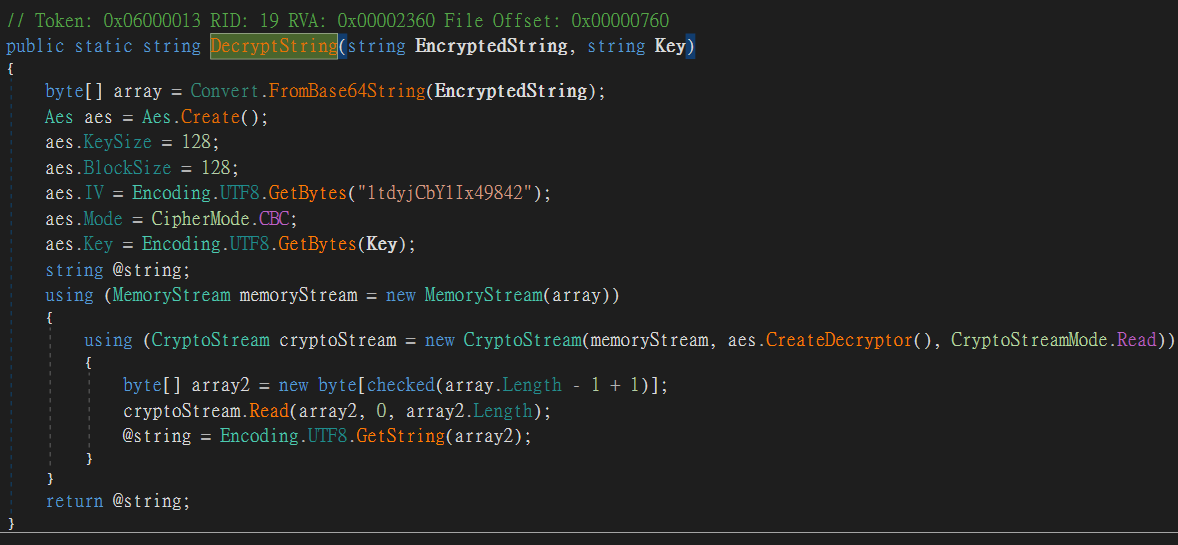 // Token: 0x06000013 RID: 19 RVA: 0x00002360 File Offset: 0x00000760
public static string DecryptString(string EncryptedString, string Key)
{
byte[] array = Convert.FromBase64String(EncryptedString);
Aes aes = Aes.Create();
aes.KeySize = 128;
aes.BlockSize = 128;
aes.IV = Encoding.UTF8.GetBytes("1tdyjCbY1Ix49842");
aes.Mode = CipherMode.CBC;
aes.Key = Encoding.UTF8.GetBytes(Key);
string @string;
using (MemoryStream memoryStream = new MemoryStream(array))
{
using (CryptoStream cryptoStream = new CryptoStream(memoryStream, aes.CreateDecryptor(), CryptoStreamMode.Read))
{
byte[] array2 = new byte[checked(array.Length - 1 + 1)];
cryptoStream.Read(array2, 0, array2.Length);
@string = Encoding.UTF8.GetString(array2);
}
}
return @string;
}